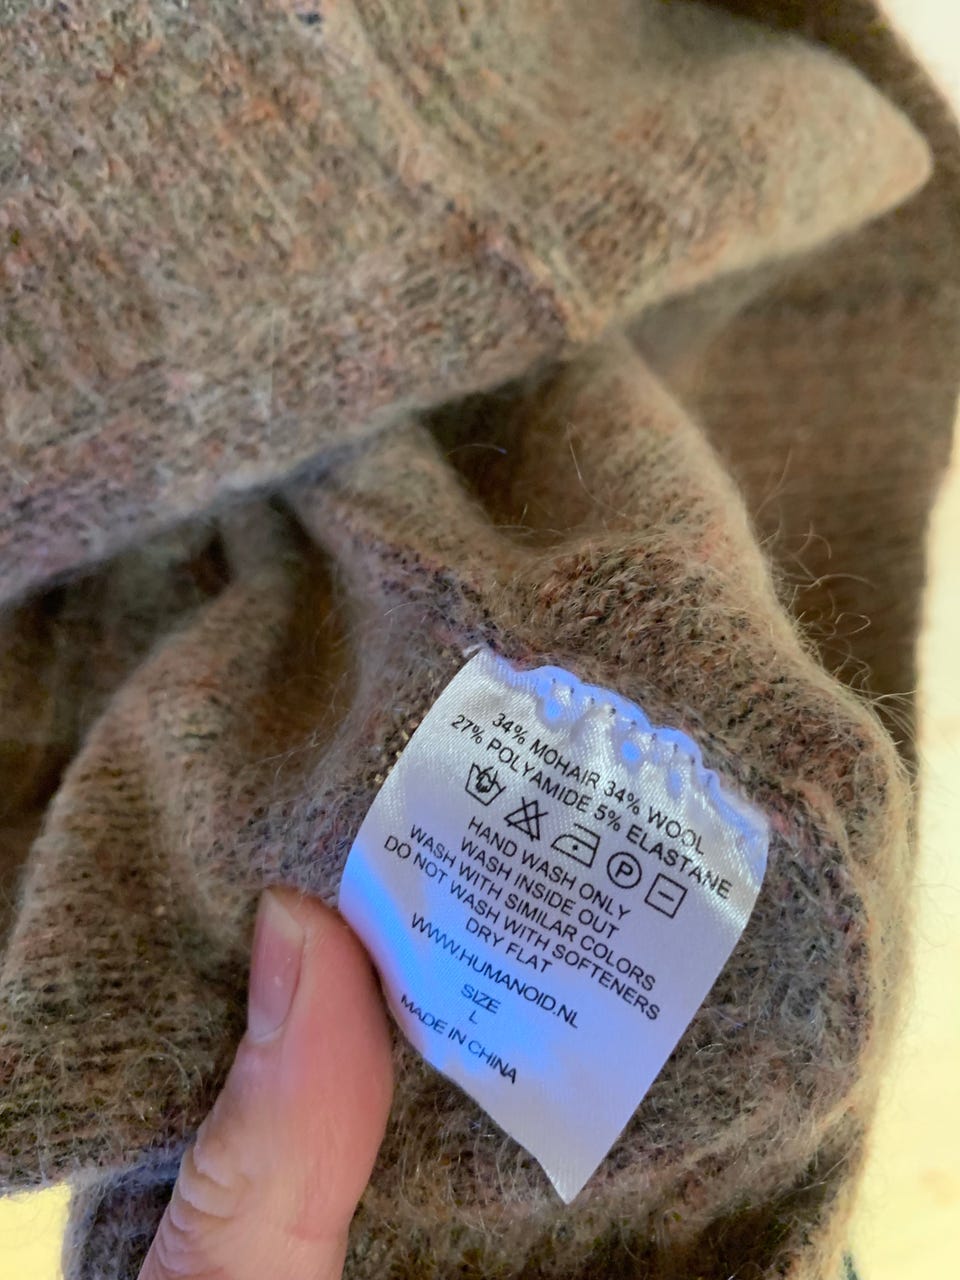 34% MOHAIR 34% WOOL
27% POLYAMIDE 5% ELASTANE
P
HAND WASH ONLY
WASH INSIDE OUT
WASH WITH SIMILAR COLORS
DO NOT WASH WITH SOFTENERS
DRY FLAT
WWW.HUMANOID.NL
SIZE
L
MADE IN CHINA